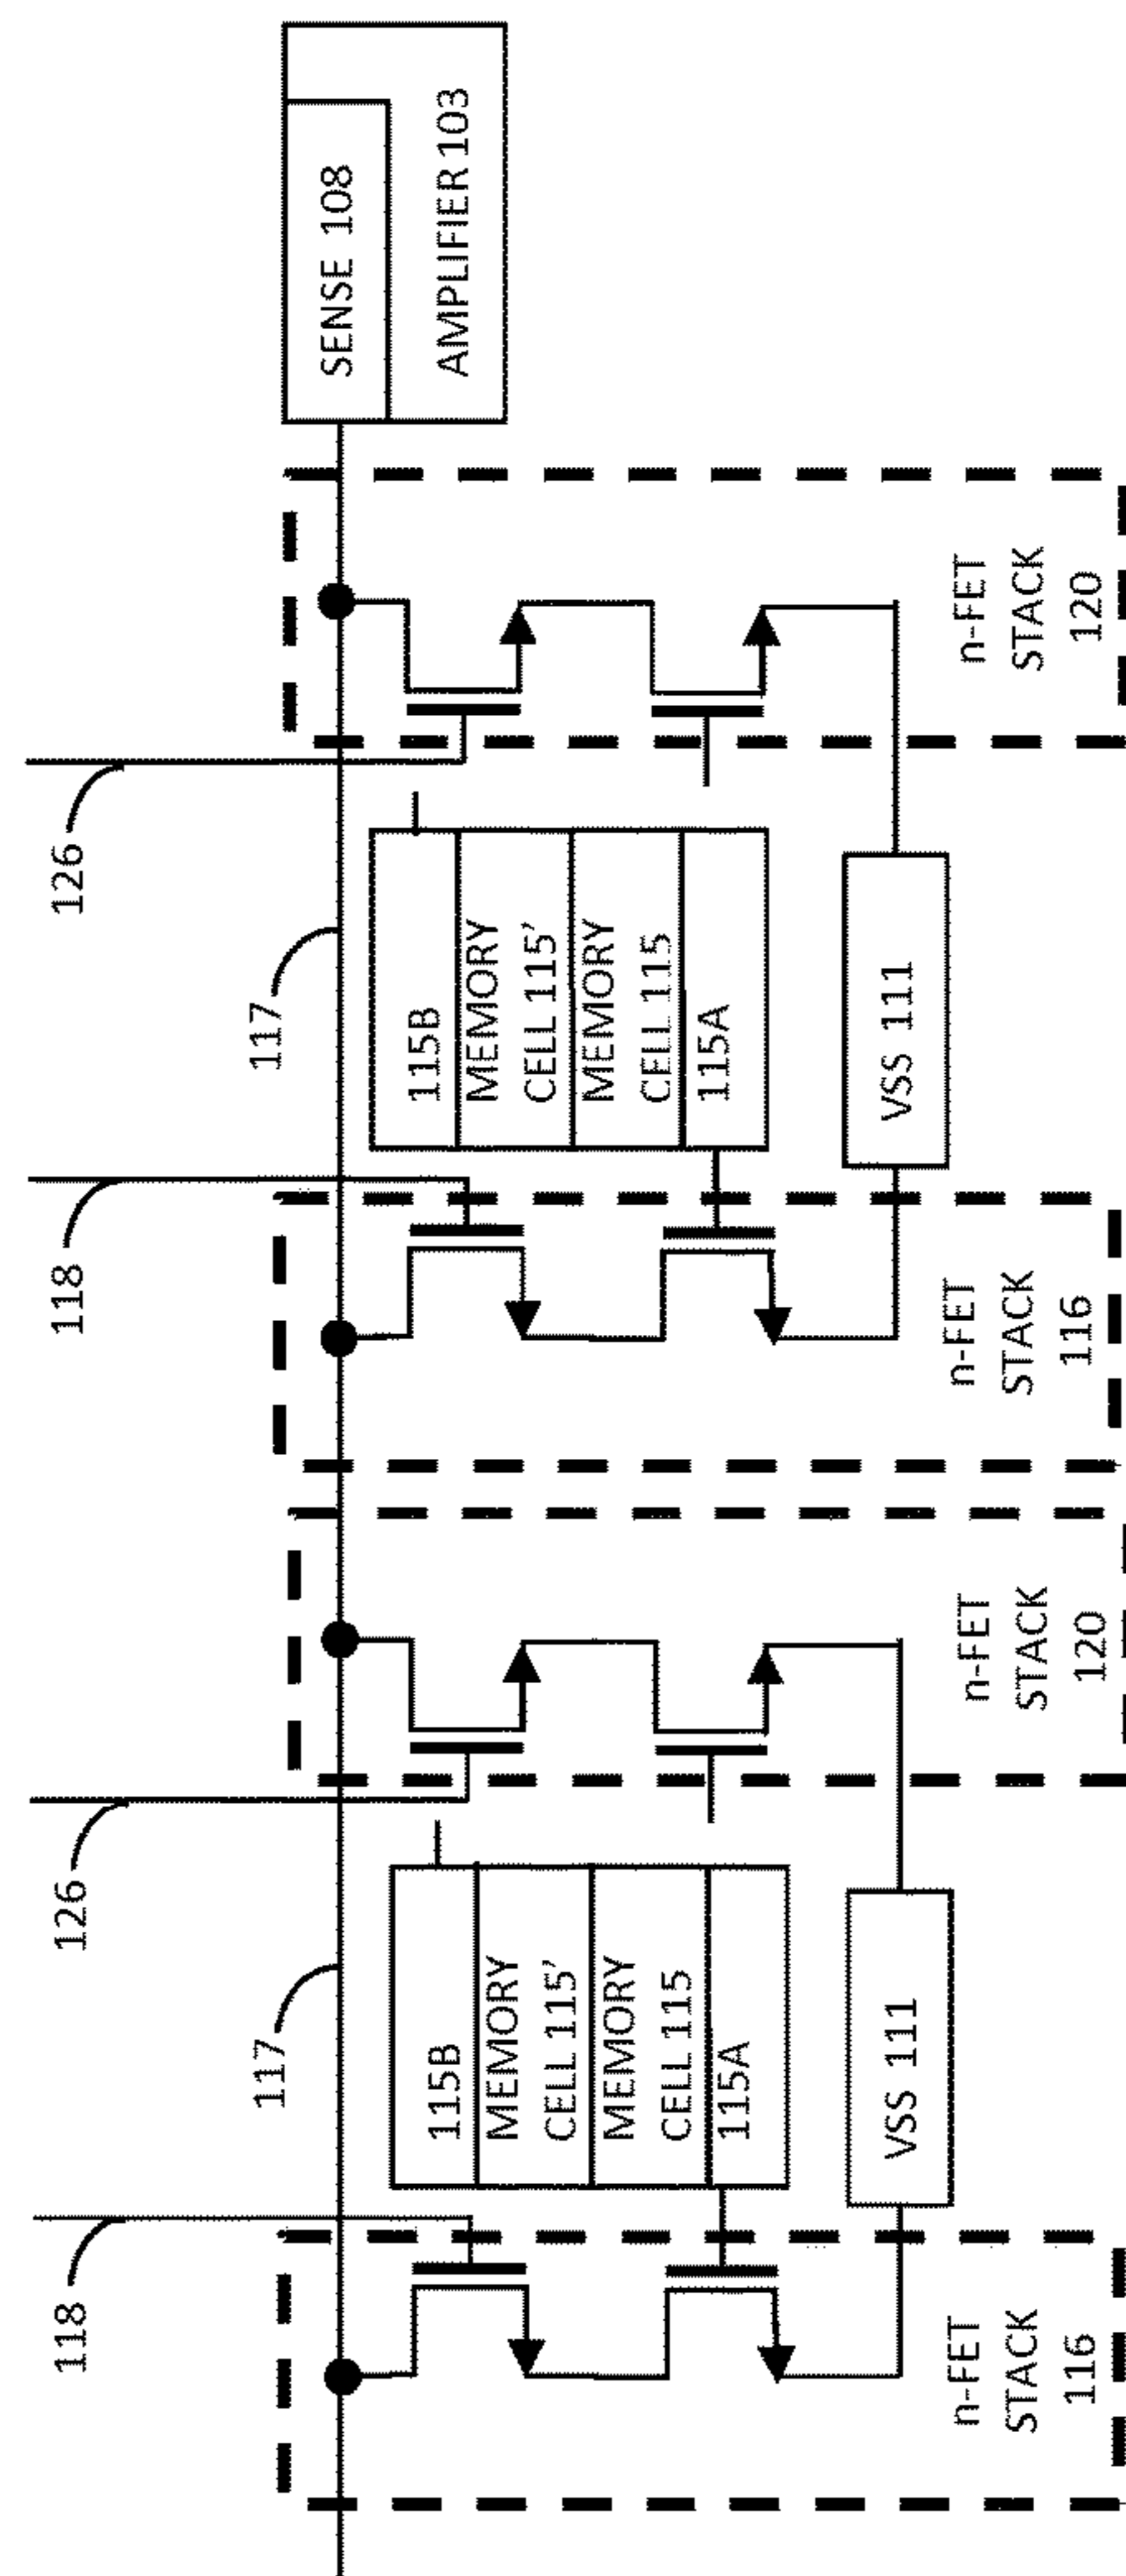 118
126
118
126
117
117
SENSE 108
AMPLIFIER 103
115B
MEMORY
CELL 115'
MEMORY
CELL 115
115A
115B
MEMORY
CELL 115'
MEMORY
CELL 115
115A
VSS 111
VSS 111
n-FET
STACK
116
n-FET
STACK
120
n-FET
STACK
116
n-FET
STACK
120